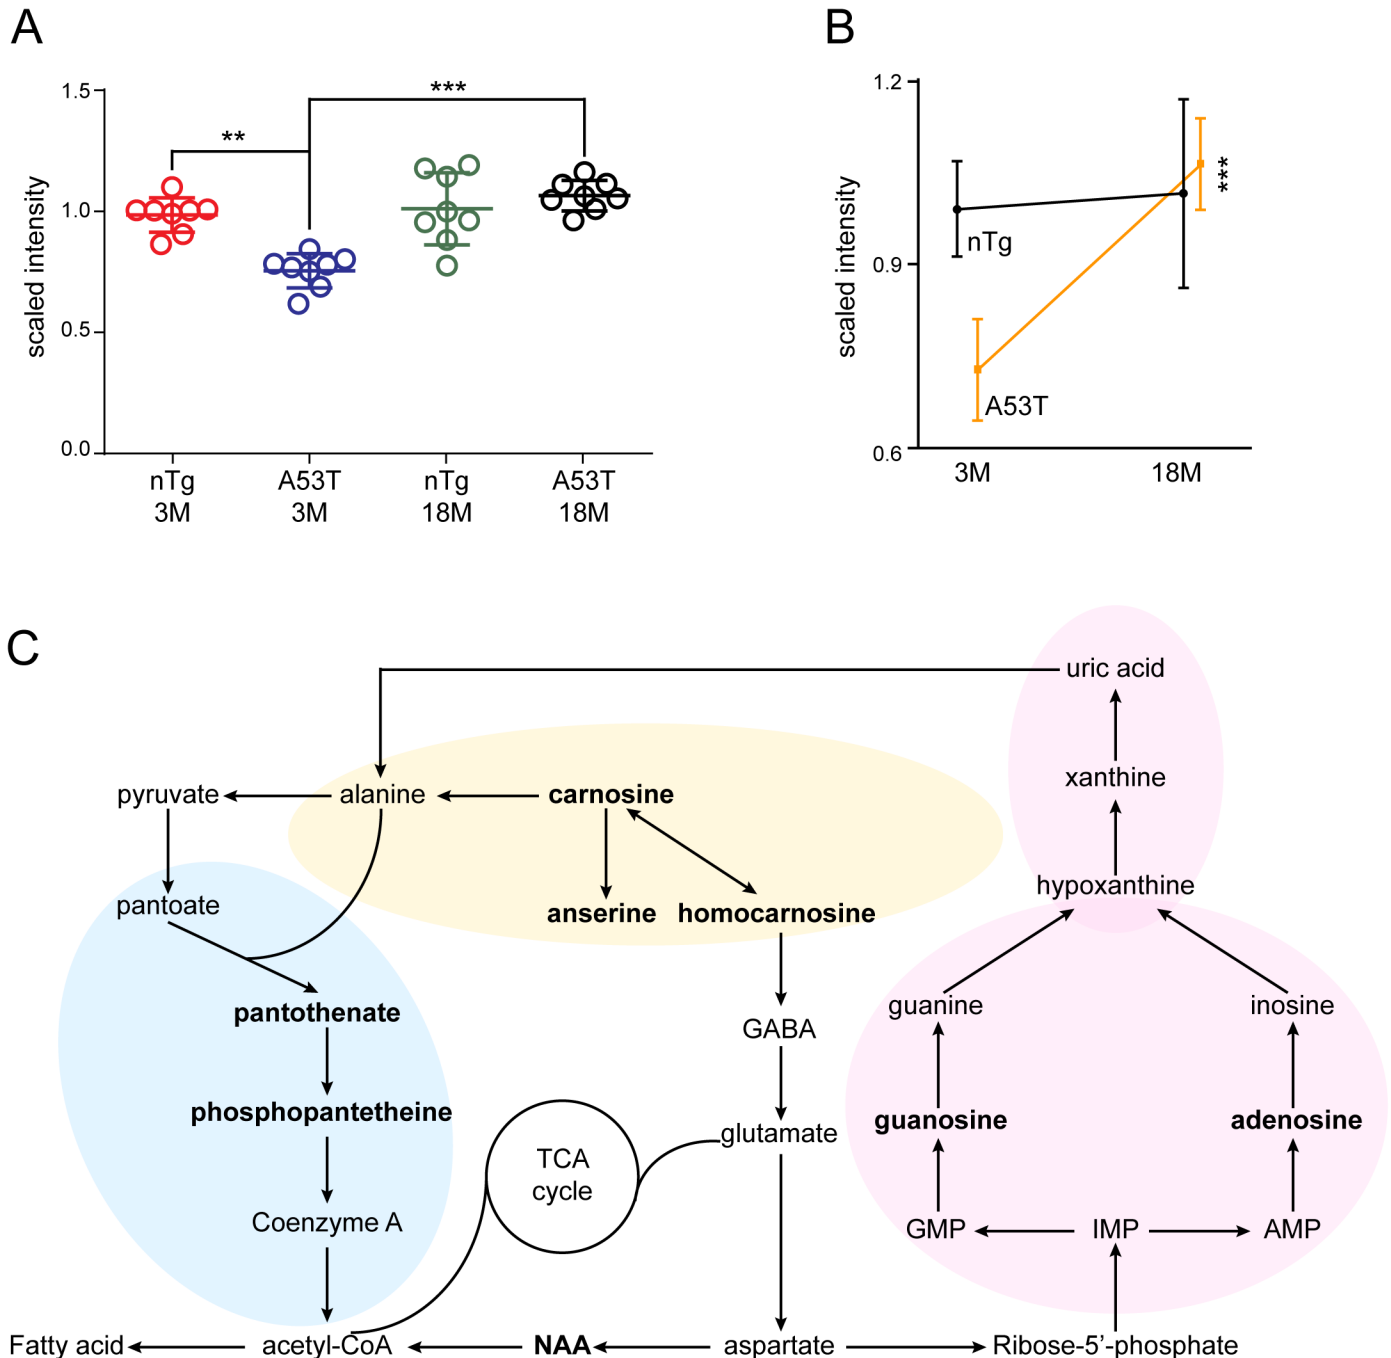 A
B
1.5
1.0
0.5
0.0
scaled intensity
**
***
nTg
3M
A53T
3M
nTg
18M
A53T
18M
1.2
0.9
0.6
scaled intensity
nTg
A53T
***
3M
18M
C
uric acid
xanthine
hypoxanthine
pyruvate
alanine
carnosine
pantoate
anserine
homocarnosine
pantothenate
GABA
guanine
inosine
phosphopantetheine
glutamate
guanosine
adenosine
TCA
cycle
Coenzyme A
GMP
IMP
AMP
Fatty acid
acetyl-CoA
NAA
aspartate
Ribose-5’-phosphate